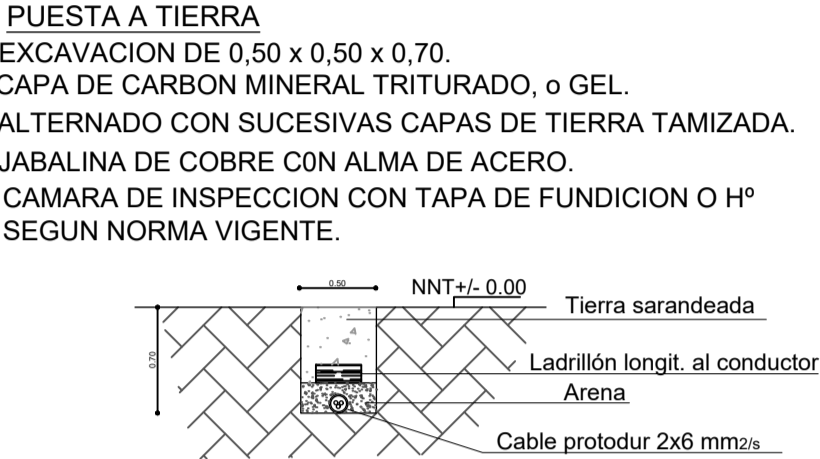 PUESTA A TIERRA
EXCAVACION DE 0,50 x 0,50 x 0,70.
CAPA DE CARBON MINERAL TRITURADO, o GEL.
ALTERNADO CON SUCESIVAS CAPAS DE TIERRA TAMIZADA.
JABALINA DE COBRE C0N ALMA DE ACERO.
CAMARA DE INSPECCION CON TAPA DE FUNDICION O Hº
SEGUN NORMA VIGENTE.
0.50
NNT+/- 0.00
Tierra sarandeada
0.70
Ladrillón longit. al conductor
Arena
Cable protodur 2x6 mm2/s